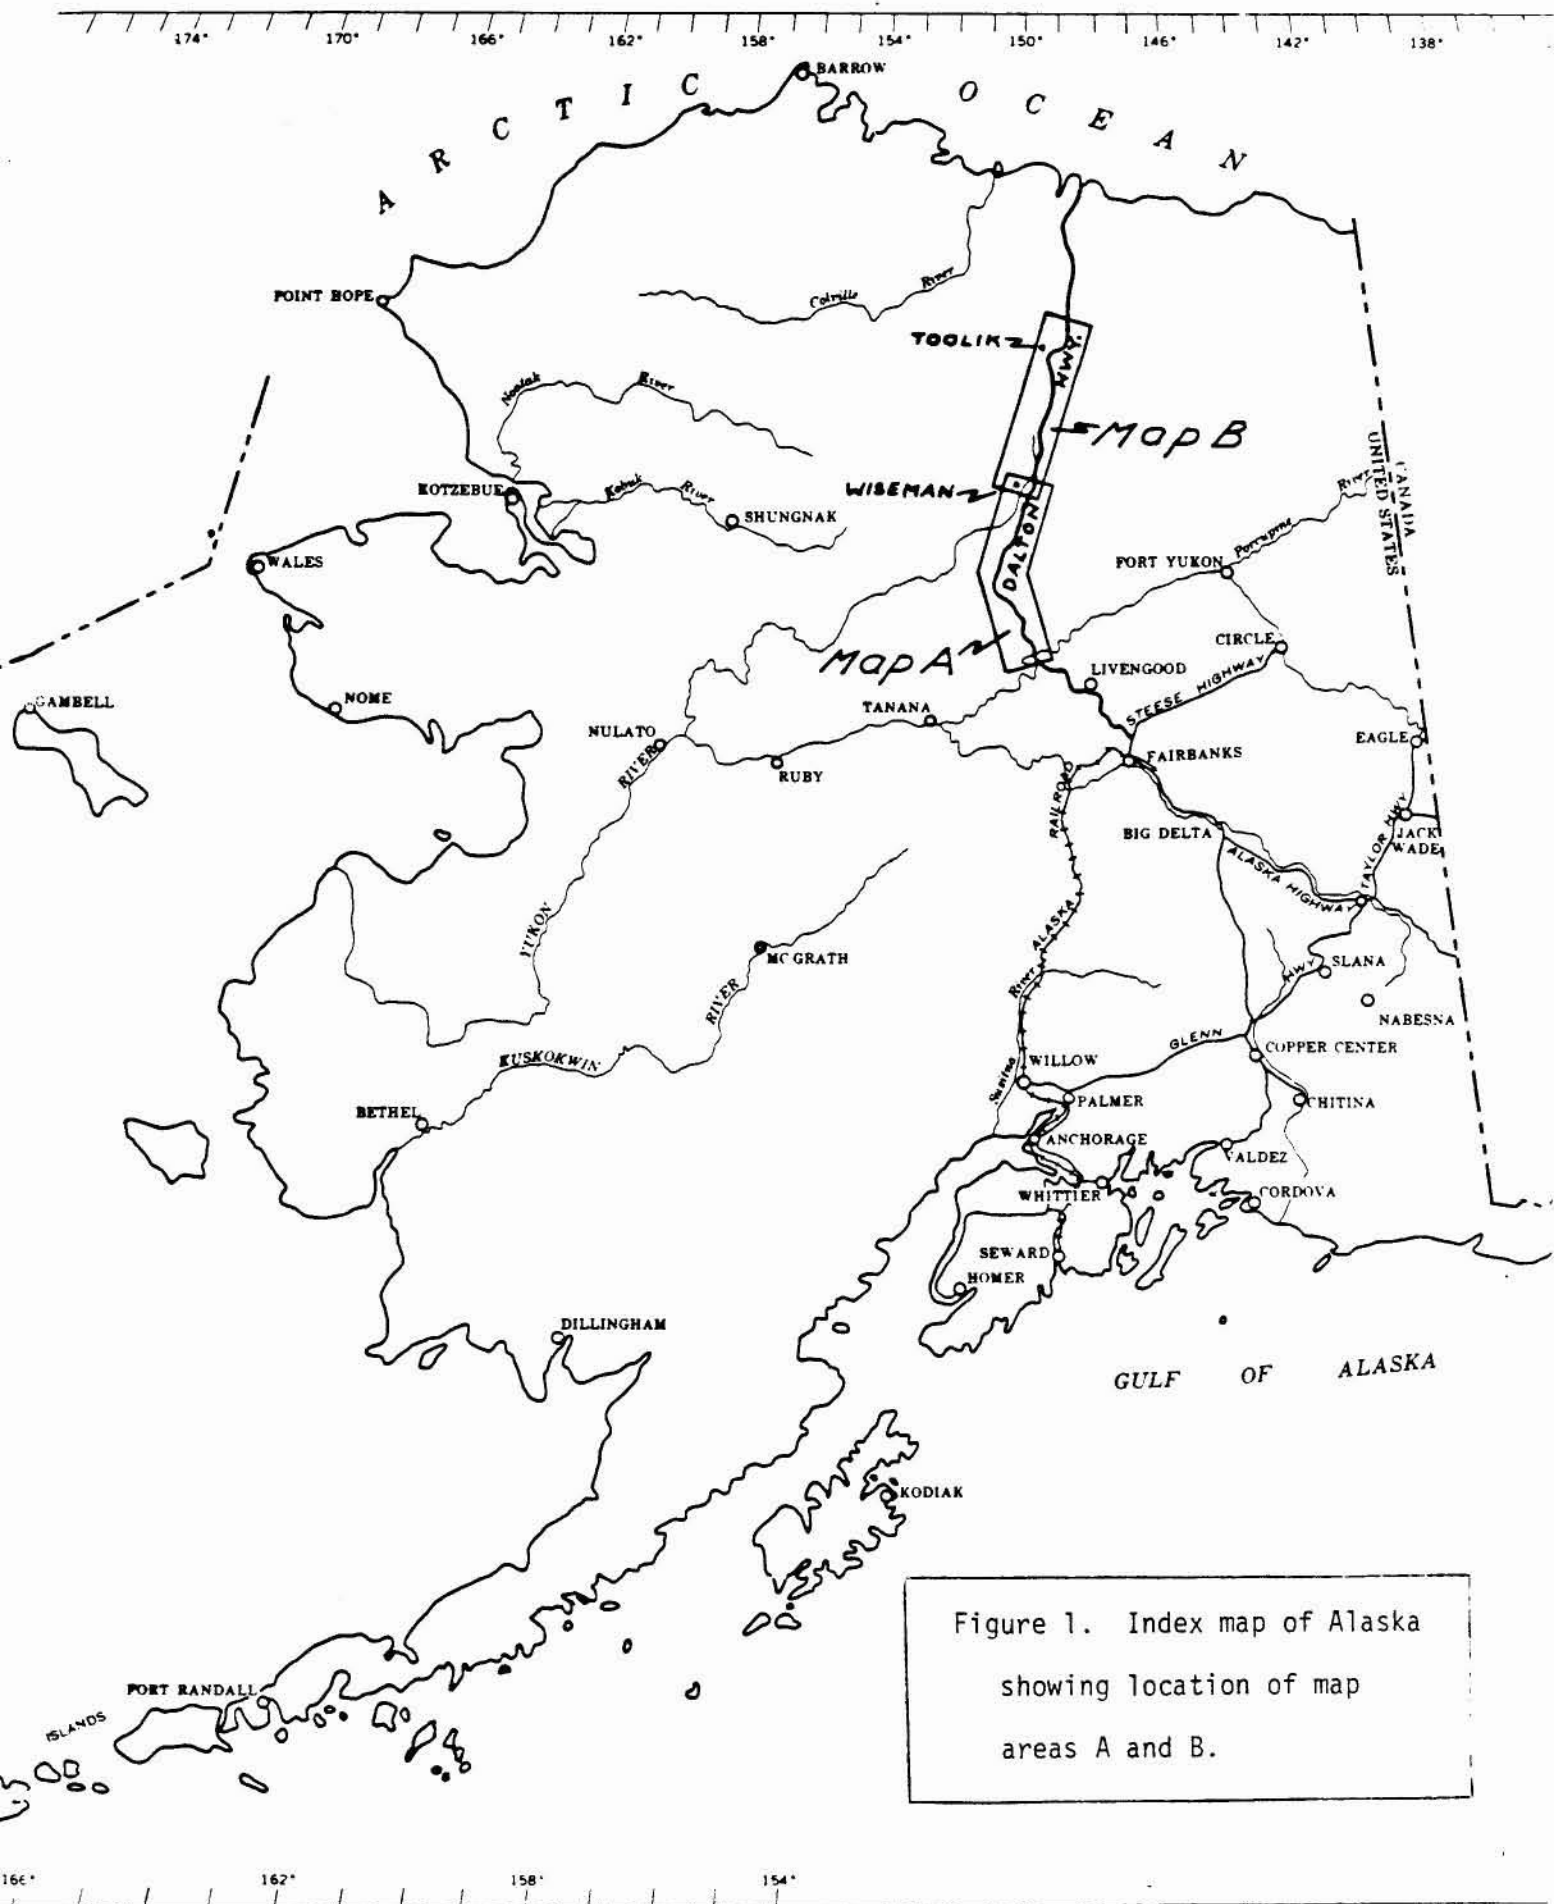 174° 170° 166° 162° 158° 154° 150° 146° 142° 138°
ARCTIC OCEAN
BARROW
POINT HOPE
Colville River
TOOLIK
HWY.
Noatak River
Map B
KOTZEBUE
Kobuk River
SHUNGNAK
WISEMAN
DALTON
CANADA
UNITED STATES
WALES
FORT YUKON
Porcupine River
CIRCLE
Map A
LIVENGOOD
STEESE HIGHWAY
GAMBELL
NOME
TANANA
NULATO
RIVER
RUBY
FAIRBANKS
EAGLE
RAILROAD
BIG DELTA
JACK
WADE
TAYLOR HWY
ALASKA HIGHWAY
YUKON
ALASKA
MC GRATH
RIVER
River
HWY
SLANA
NABESNA
KUSKOKWIN
GLENN
WILLOW
COPPER CENTER
Susitna
BETHEL
PALMER
CHITINA
ANCHORAGE
VALDEZ
WHITTIER
CORDOVA
SEWARD
HOMER
DILLINGHAM
GULF OF ALASKA
KODIAK
Figure 1. Index map of Alaska
showing location of map
areas A and B.
FORT RANDALL
ISLANDS
166° 162° 158° 154°